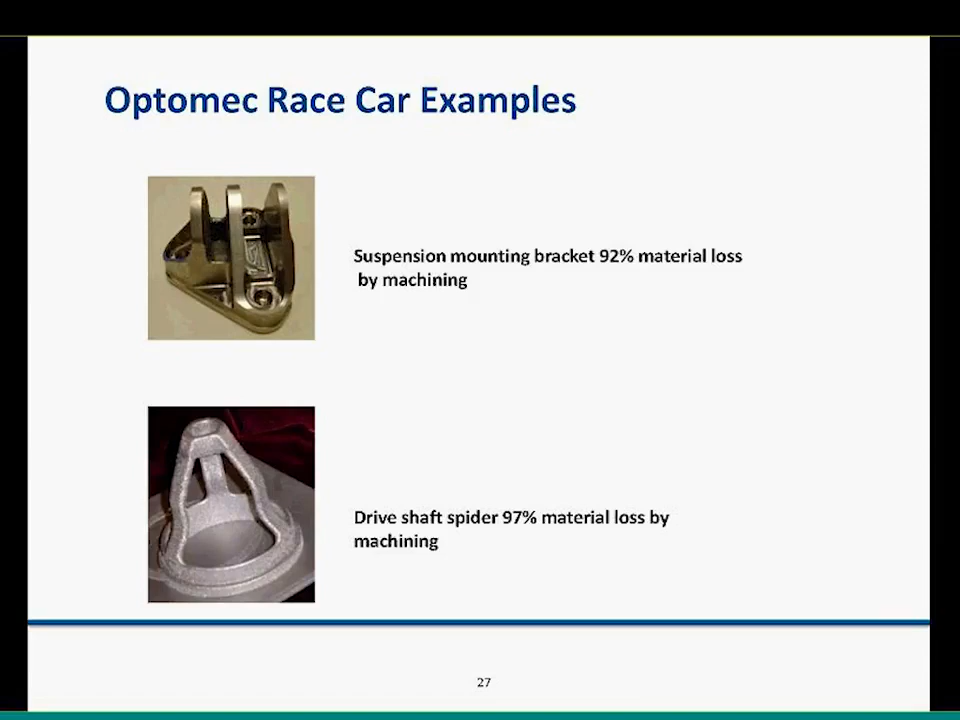 Optomec Race Car Examples
Suspension mounting bracket 92% material loss
by machining
Drive shaft spider 97% material loss by
machining
27